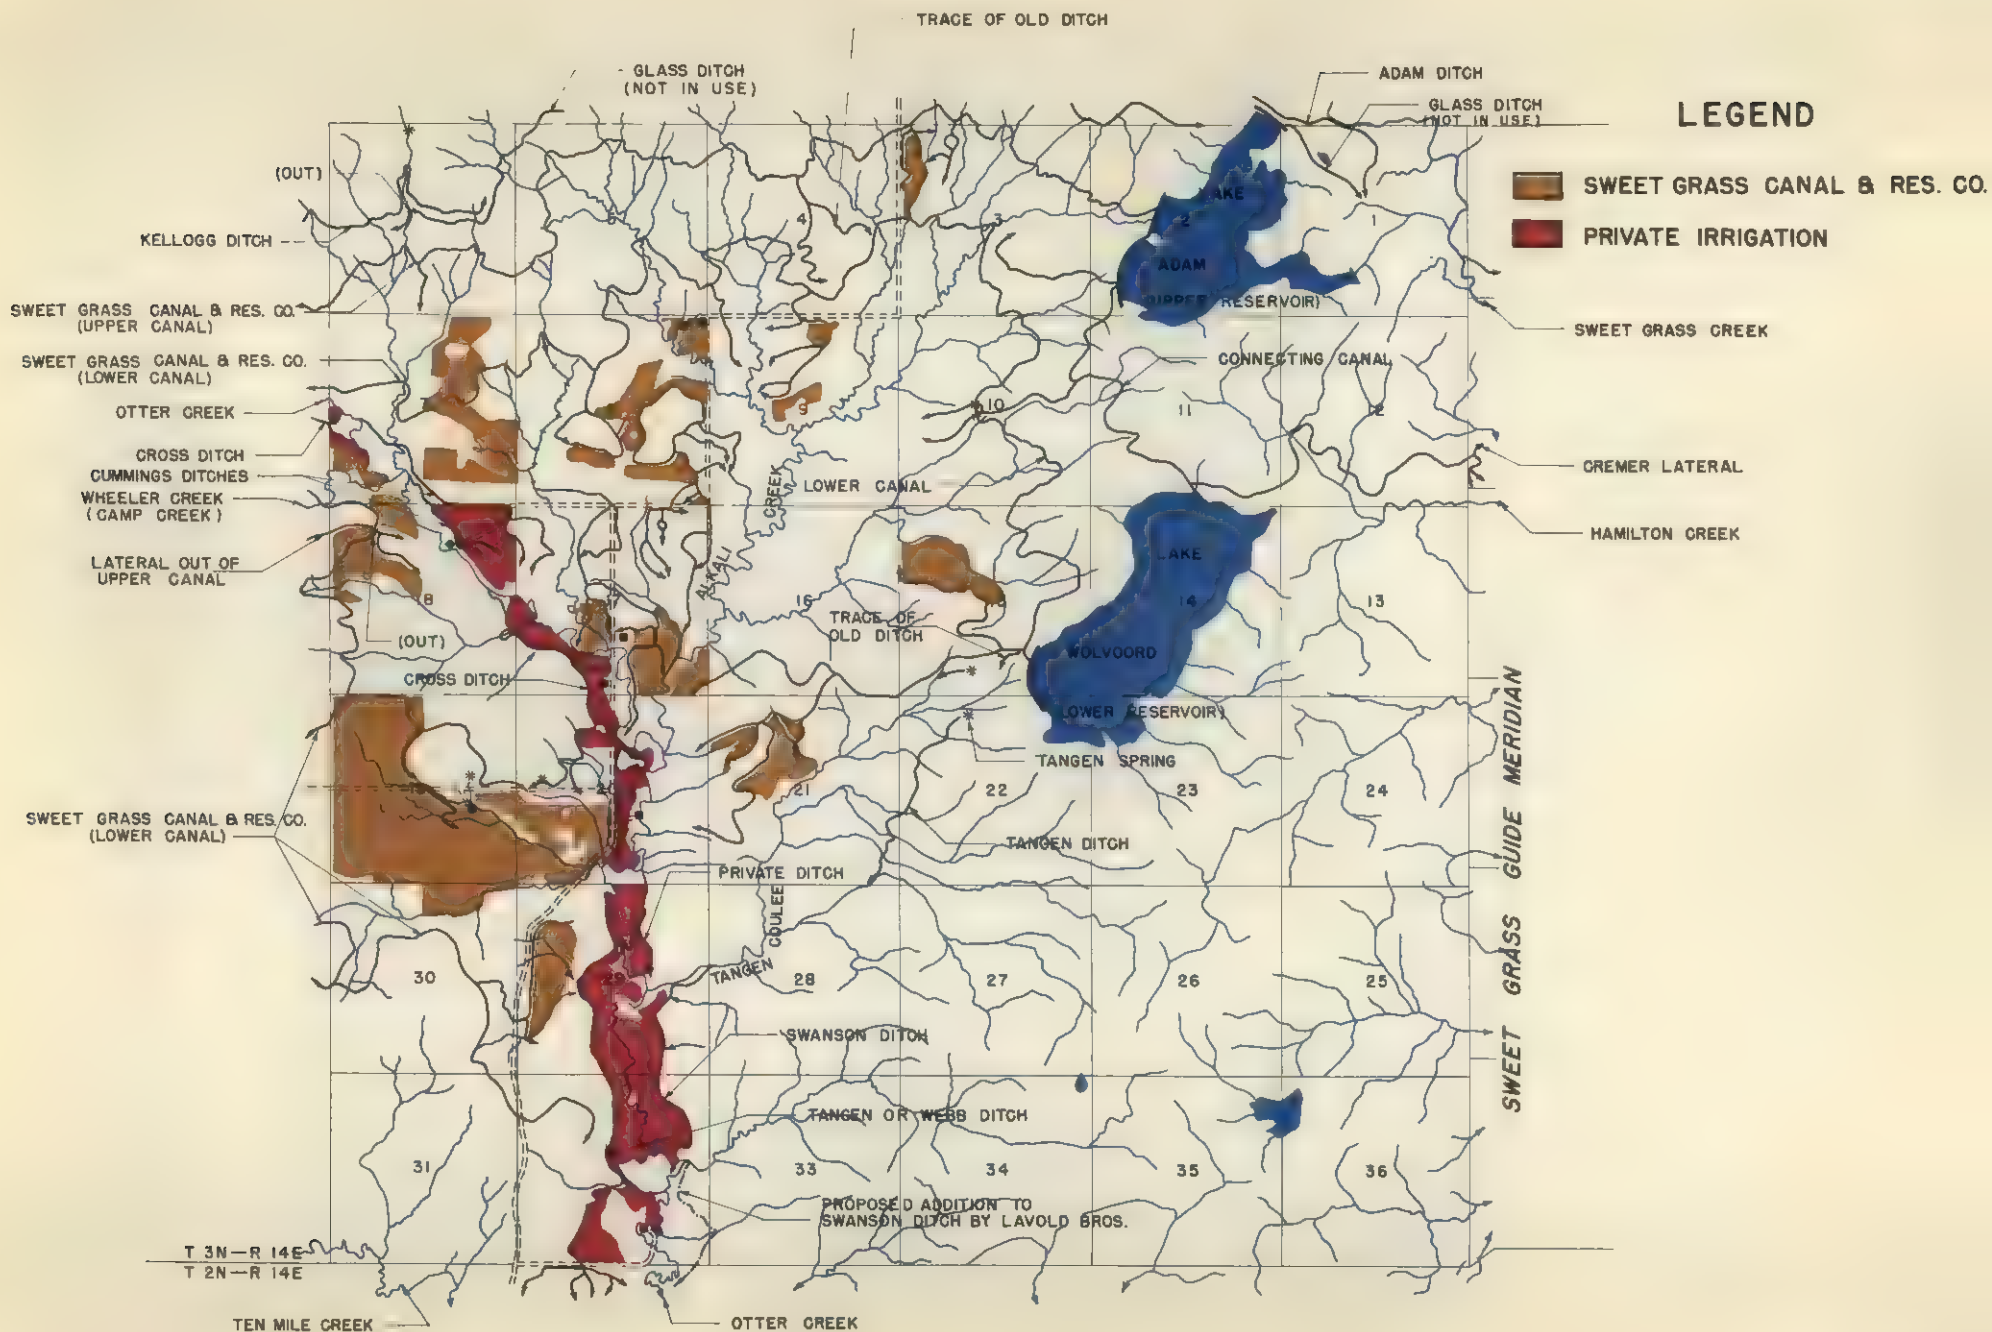 TRACE OF OLD DITCH
GLASS DITCH
(NOT IN USE)
ADAM DITCH
GLASS DITCH
(NOT IN USE)
LEGEND
SWEET GRASS CANAL & RES. CO.
PRIVATE IRRIGATION
(OUT)
KELLOGG DITCH
SWEET GRASS CANAL & RES. CO.
(UPPER CANAL)
SWEET GRASS CANAL & RES. CO.
(LOWER CANAL)
OTTER CREEK
CROSS DITCH
CUMMINGS DITCHES
WHEELER CREEK
(CAMP CREEK)
LATERAL OUT OF
UPPER CANAL
(OUT)
CROSS DITCH
SWEET GRASS CANAL & RES. CO.
(LOWER CANAL)
5
4
3
2
1
LAKE
ADAM
(UPPER RESERVOIR)
SWEET GRASS CREEK
CONNECTING CANAL
9
10
11
12
CREMER LATERAL
LOWER CANAL
HAMILTON CREEK
ALKALI CREEK
18
16
14
13
TRACE OF
OLD DITCH
LAKE
WOLVOORD
(LOWER RESERVOIR)
TANGEN SPRING
19
20
21
22
23
24
TANGEN DITCH
PRIVATE DITCH
TANGEN COULEE
30
29
28
27
26
25
SWANSON DITCH
TANGEN OR WEBB DITCH
31
33
34
35
36
PROPOSED ADDITION TO
SWANSON DITCH BY LAVOLD BROS.
SWEET GRASS GUIDE MERIDIAN
T 3N—R 14E
T 2N—R 14E
TEN MILE CREEK
OTTER CREEK